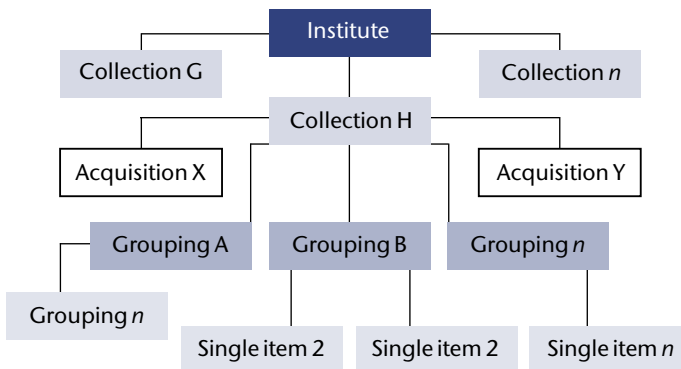 Institute
Collection G
Collection n
Collection H
Acquisition X
Acquisition Y
Grouping A
Grouping B
Grouping n
Grouping n
Single item 2
Single item 2
Single item n